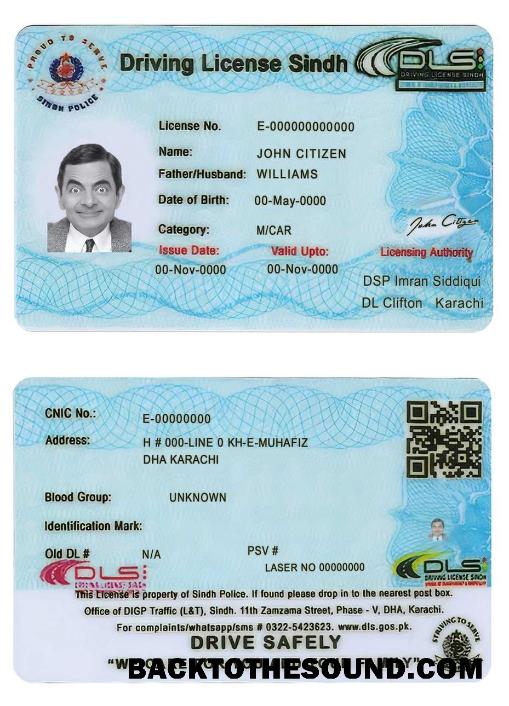 PROUD TO SERVE
SINDH POLICE
Driving License Sindh
DLS
DRIVING LICENSE SINDH
License No. E-000000000000
Name: JOHN CITIZEN
Father/Husband: WILLIAMS
Date of Birth: 00-May-0000
Category: M/CAR
Issue Date: Valid Upto: Licensing Authority
John Citizen
00-Nov-0000 00-Nov-0000
DSP Imran Siddiqui
DL Clifton Karachi
CNIC No.: E-00000000
Address: H # 000-LINE 0 KH-E-MUHAFIZ
DHA KARACHI
Blood Group: UNKNOWN
Identification Mark:
Old DL # N/A PSV #
LASER NO 00000000
DLS
DLS
DRIVING LICENSE SINDH
This License is property of Sindh Police. If found please drop in to the nearest post box.
Office of DIGP Traffic (L&T), Sindh. 11th Zamzama Street, Phase - V, DHA, Karachi.
For complaints/whatsapp/sms # 0322-5423623. www.dls.gos.pk.
STRIVING TO SERVE
DRIVE SAFELY
BACKTOTHESOUND.COM